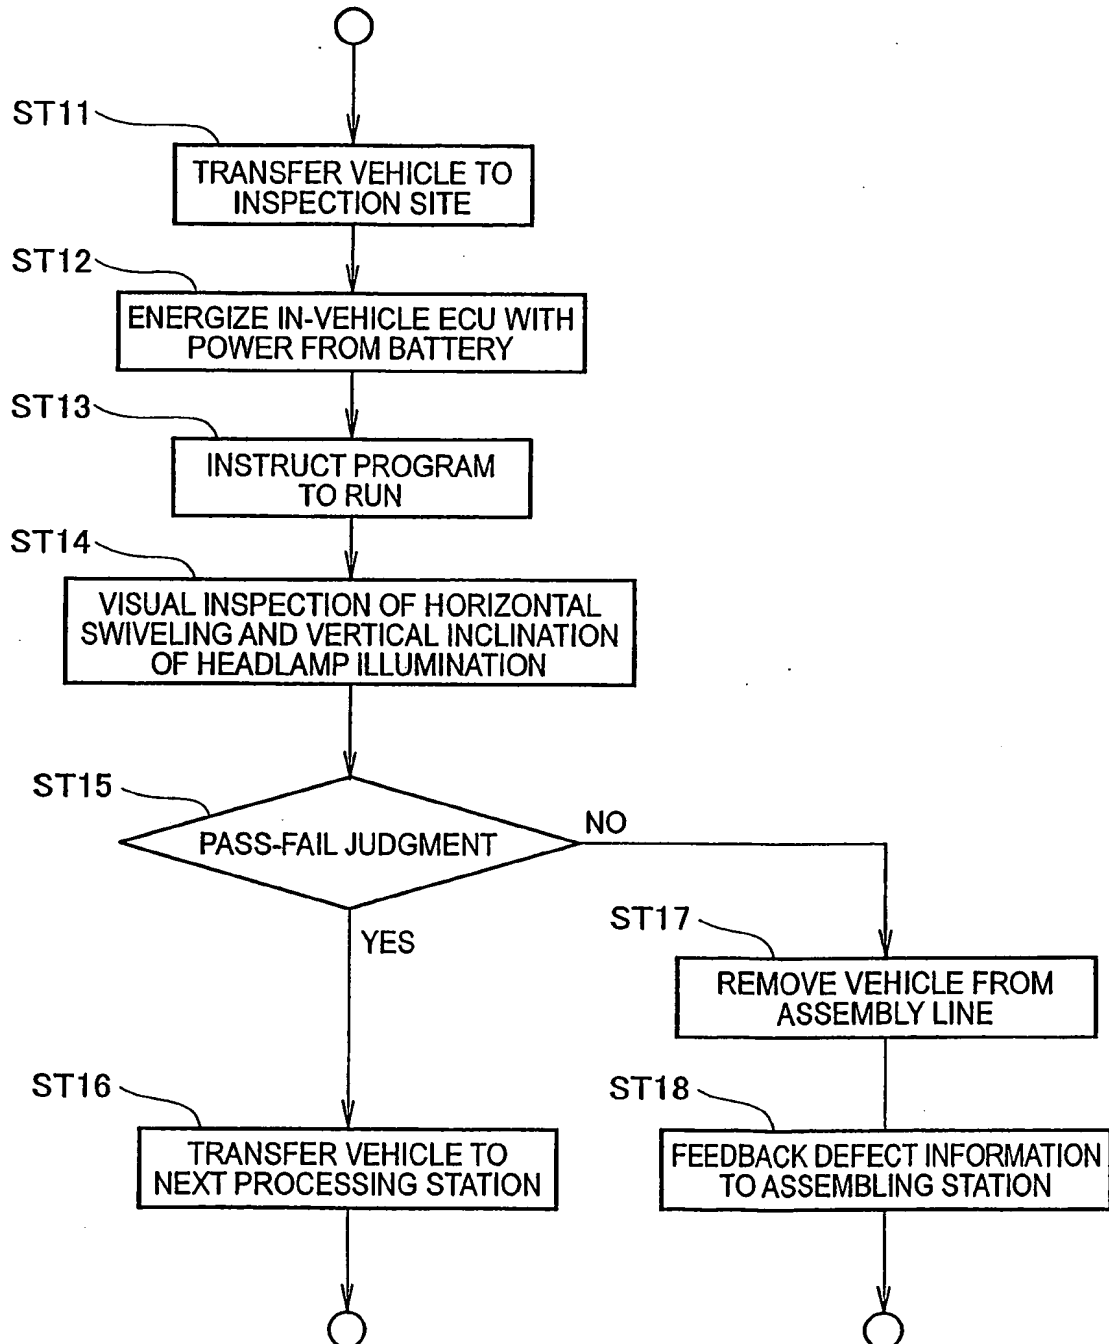 ST11
TRANSFER VEHICLE TO
INSPECTION SITE
ST12
ENERGIZE IN-VEHICLE ECU WITH
POWER FROM BATTERY
ST13
INSTRUCT PROGRAM
TO RUN
ST14
VISUAL INSPECTION OF HORIZONTAL
SWIVELING AND VERTICAL INCLINATION
OF HEADLAMP ILLUMINATION
ST15
PASS-FAIL JUDGMENT
NO
YES
ST17
REMOVE VEHICLE FROM
ASSEMBLY LINE
ST16
TRANSFER VEHICLE TO
NEXT PROCESSING STATION
ST18
FEEDBACK DEFECT INFORMATION
TO ASSEMBLING STATION